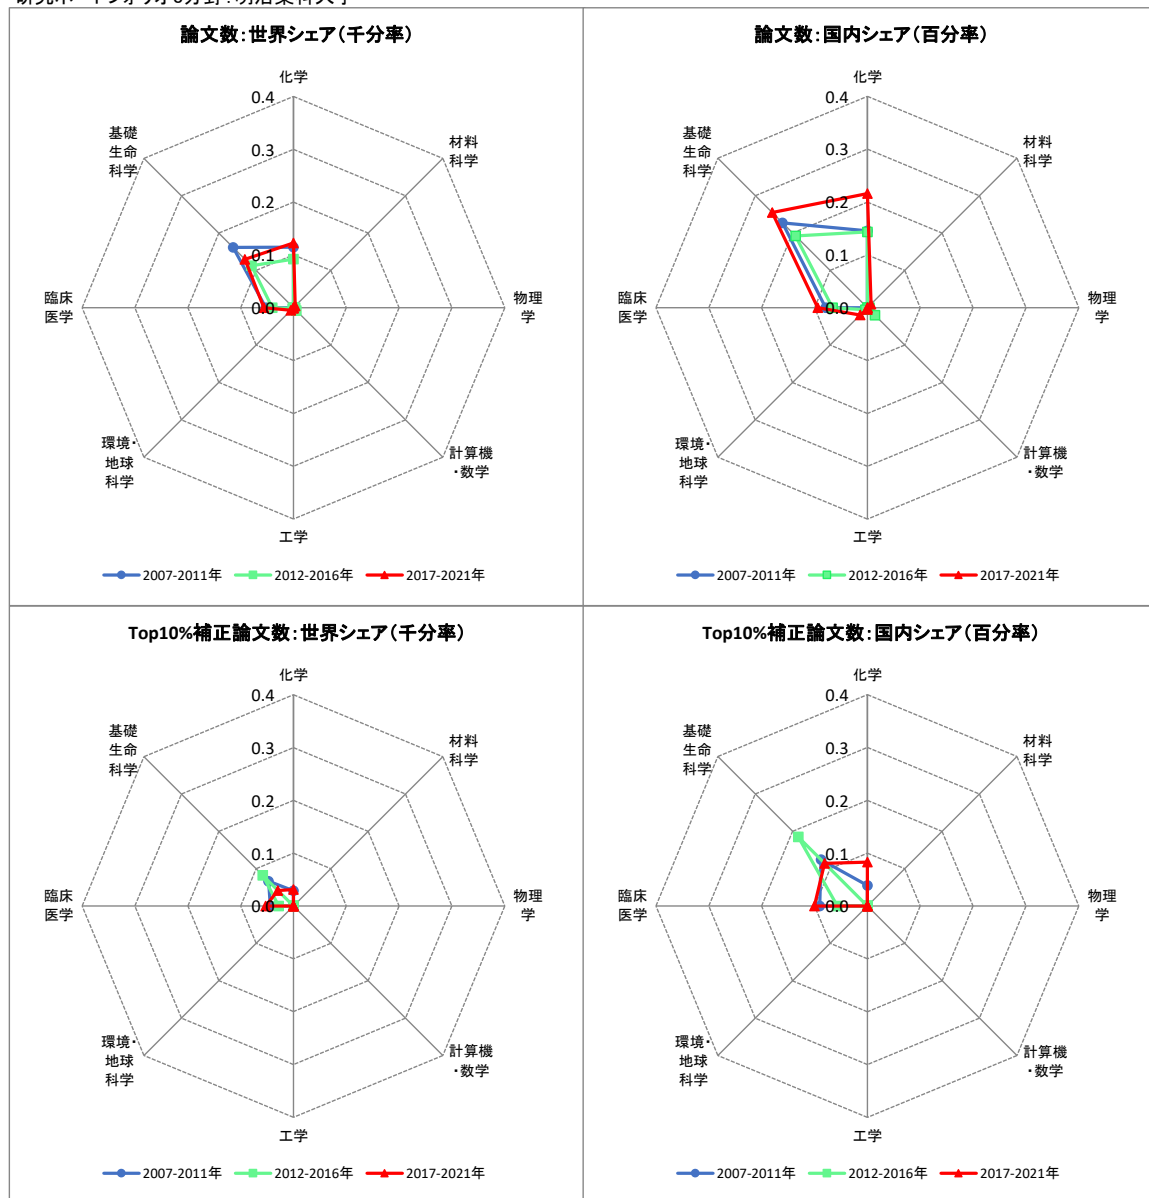 論文数：世界シェア（千分率）
化学
0.4
0.3
0.2
0.1
0.0
材料
科学
物理
学
計算機
・数学
工学
環境・
地球
科学
臨床
医学
基礎
生命
科学
2007-2011年 2012-2016年 2017-2021年
論文数：国内シェア（百分率）
化学
0.4
0.3
0.2
0.1
0.0
材料
科学
物理
学
計算機
・数学
工学
環境・
地球
科学
臨床
医学
基礎
生命
科学
2007-2011年 2012-2016年 2017-2021年
Top10%補正論文数：世界シェア（千分率）
化学
0.4
0.3
0.2
0.1
0.0
材料
科学
物理
学
計算機
・数学
工学
環境・
地球
科学
臨床
医学
基礎
生命
科学
2007-2011年 2012-2016年 2017-2021年
Top10%補正論文数：国内シェア（百分率）
化学
0.4
0.3
0.2
0.1
0.0
材料
科学
物理
学
計算機
・数学
工学
環境・
地球
科学
臨床
医学
基礎
生命
科学
2007-2011年 2012-2016年 2017-2021年